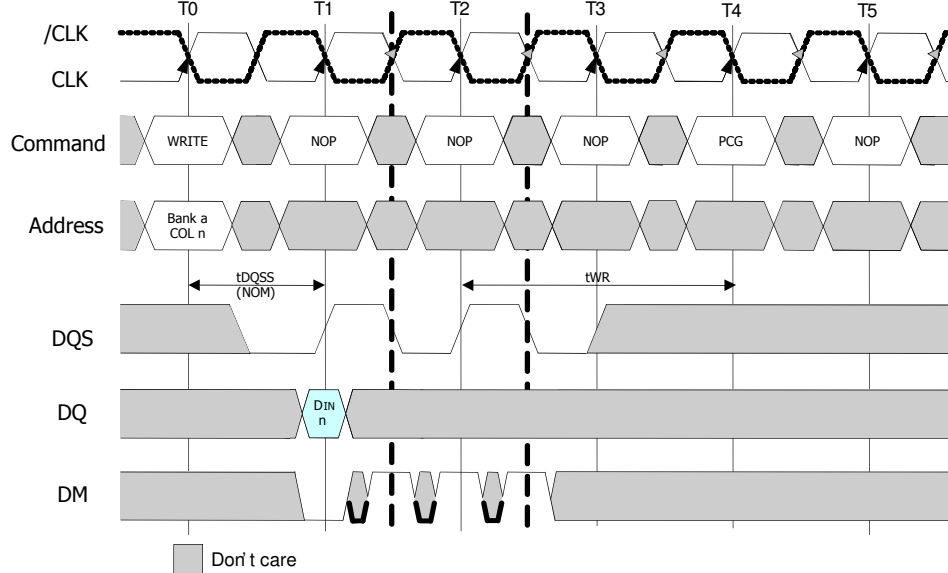 T0 T1 T2 T3 T4 T5
/CLK
CLK
Command WRITE NOP NOP NOP PCG NOP
Address Bank a
COL n
tDQSS
(NOM)
tWR
DQS
DQ DIN
n
DM
Don't care